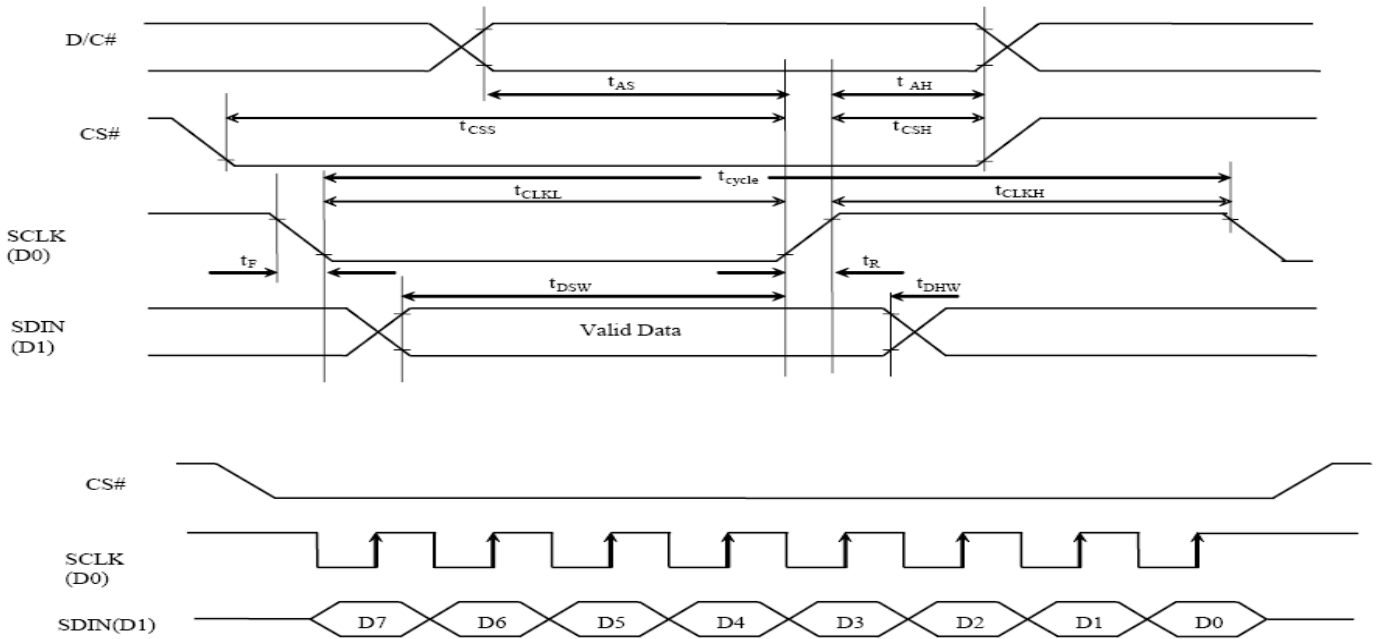 D/C#
t_AS
t_AH
CS#
t_CSS
t_CSH
t_cycle
t_CLKL
t_CLKH
SCLK
(D0)
t_F
t_R
t_DSW
t_DHW
SDIN
(D1)
Valid Data
CS#
SCLK
(D0)
SDIN(D1)
D7 D6 D5 D4 D3 D2 D1 D0